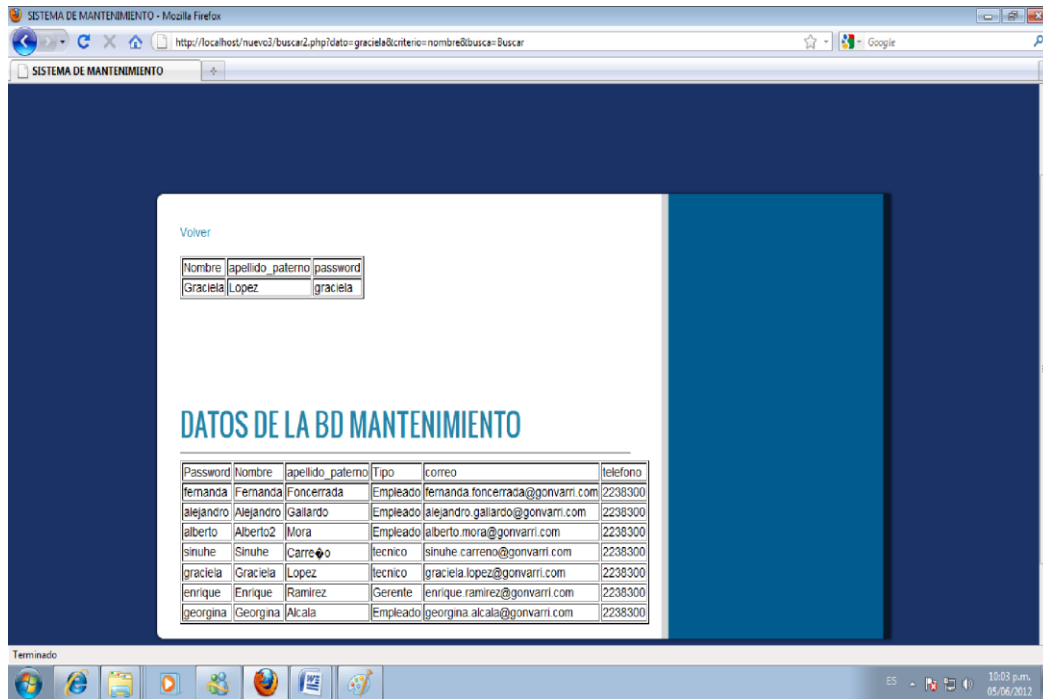 SISTEMA DE MANTENIMIENTO - Mozilla Firefox
http://localhost/nuevo3/buscar2.php?dato=graciela&criterio=nombre&busca=Buscar
Google
SISTEMA DE MANTENIMIENTO
Volver
Nombre apellido_paterno password
Graciela Lopez graciela
DATOS DE LA BD MANTENIMIENTO
Password Nombre apellido_paterno Tipo correo telefono
fernanda Fernanda Foncerrada Empleado fernanda.foncerrada@gonvarri.com 2238300
alejandro Alejandro Gallardo Empleado alejandro.gallardo@gonvarri.com 2238300
alberto Alberto2 Mora Empleado alberto.mora@gonvarri.com 2238300
sinuhe Sinuhe Carre�o tecnico sinuhe.carreno@gonvarri.com 2238300
graciela Graciela Lopez tecnico graciela.lopez@gonvarri.com 2238300
enrique Enrique Ramirez Gerente enrique.ramirez@gonvarri.com 2238300
georgina Georgina Alcala Empleado georgina.alcala@gonvarri.com 2238300
Terminado
ES 10:03 p.m.
05/06/2012